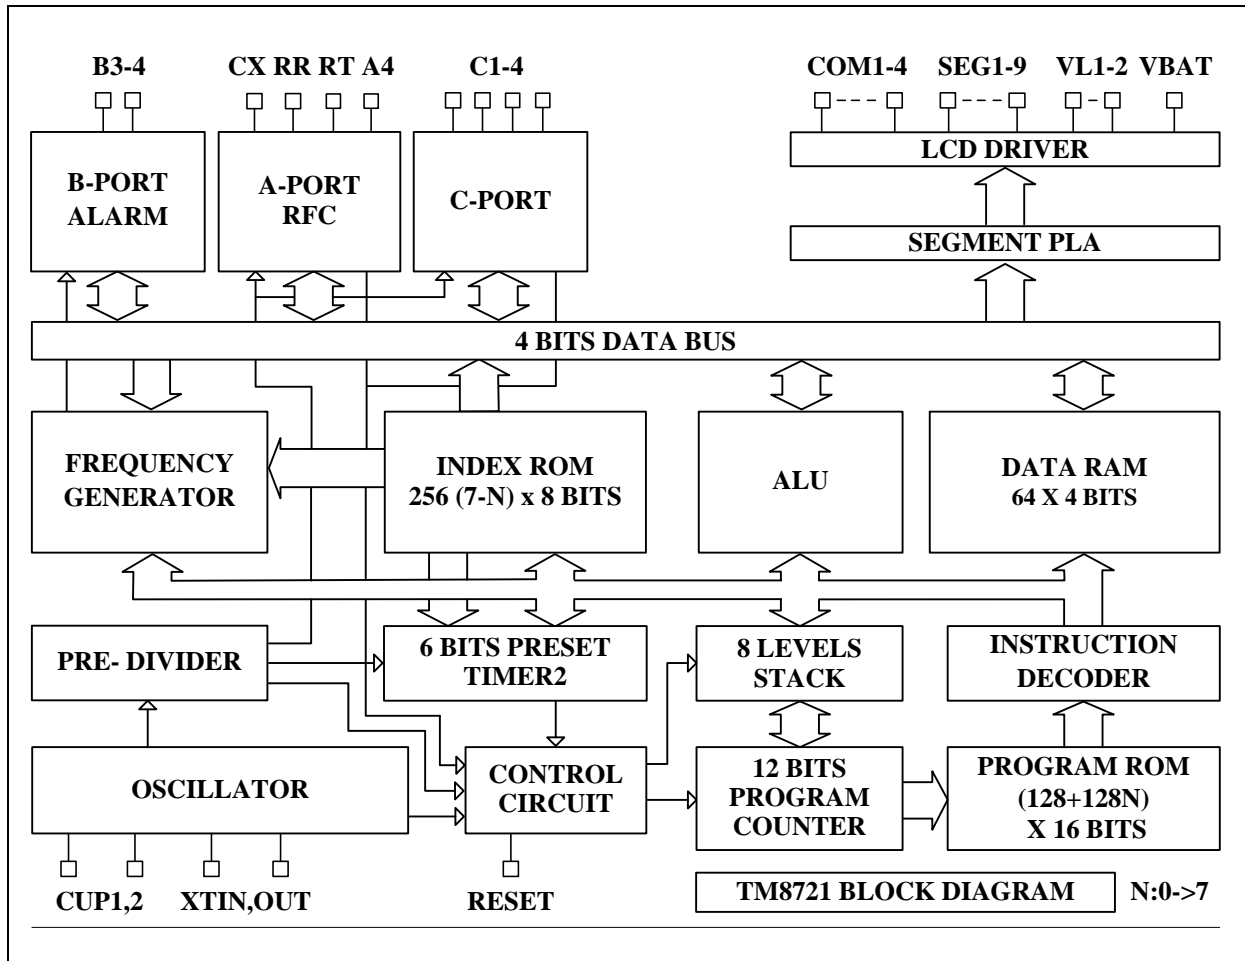 B3-4 CX RR RT A4 C1-4 COM1-4 SEG1-9 VL1-2 VBAT
LCD DRIVER
B-PORT
ALARM
A-PORT
RFC
C-PORT
SEGMENT PLA
4 BITS DATA BUS
FREQUENCY
GENERATOR
INDEX ROM
256 (7-N) x 8 BITS
ALU
DATA RAM
64 X 4 BITS
PRE- DIVIDER
6 BITS PRESET
TIMER2
8 LEVELS
STACK
INSTRUCTION
DECODER
OSCILLATOR
CONTROL
CIRCUIT
12 BITS
PROGRAM
COUNTER
PROGRAM ROM
(128+128N)
X 16 BITS
CUP1,2 XTIN,OUT RESET
TM8721 BLOCK DIAGRAM N:0->7